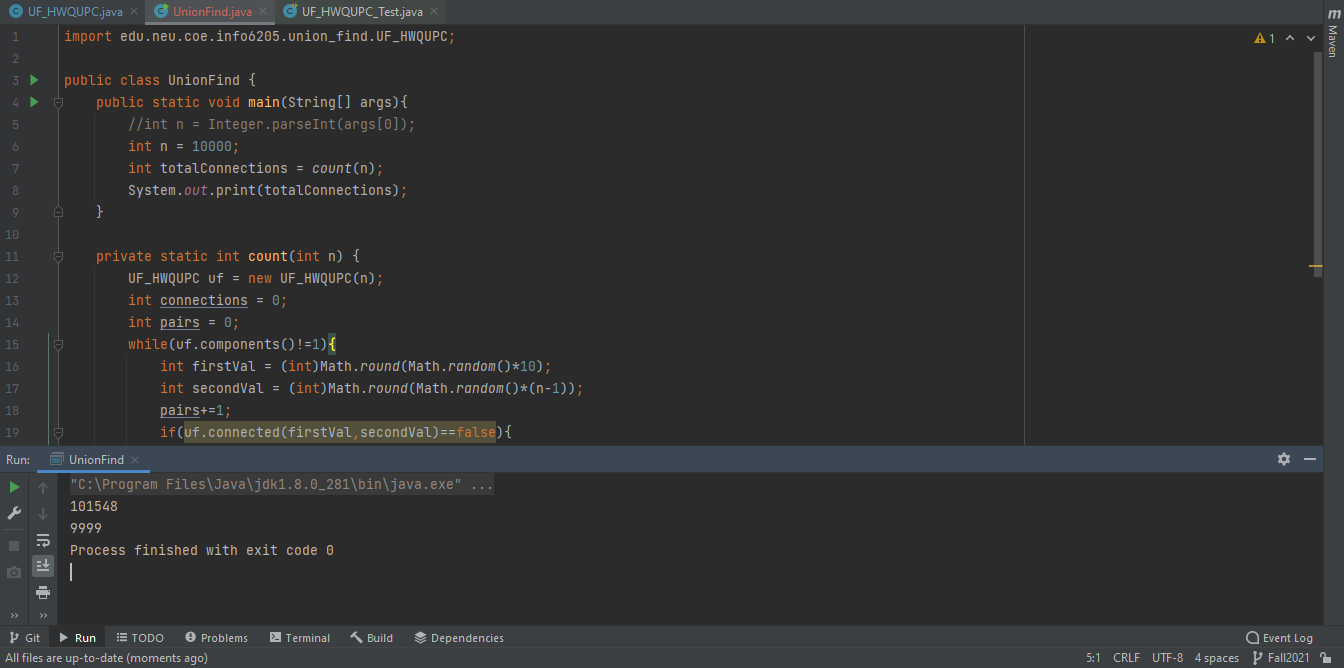 UF_HWQUPC.java UnionFind.java UF_HWQUPC_Test.java
1 import edu.neu.coe.info6205.union_find.UF_HWQUPC;
2
3 public class UnionFind {
4 public static void main(String[] args){
5 //int n = Integer.parseInt(args[0]);
6 int n = 10000;
7 int totalConnections = count(n);
8 System.out.print(totalConnections);
9 }
10
11 private static int count(int n) {
12 UF_HWQUPC uf = new UF_HWQUPC(n);
13 int connections = 0;
14 int pairs = 0;
15 while(uf.components()!=1){
16 int firstVal = (int)Math.round(Math.random()*10);
17 int secondVal = (int)Math.round(Math.random()*(n-1));
18 pairs+=1;
19 if(uf.connected(firstVal,secondVal)==false){
1
m
Maven
Run: UnionFind
"C:\Program Files\Java\jdk1.8.0_281\bin\java.exe" ...
101548
9999
Process finished with exit code 0
Git Run TODO Problems Terminal Build Dependencies Event Log
All files are up-to-date (moments ago) 5:1 CRLF UTF-8 4 spaces Fall2021